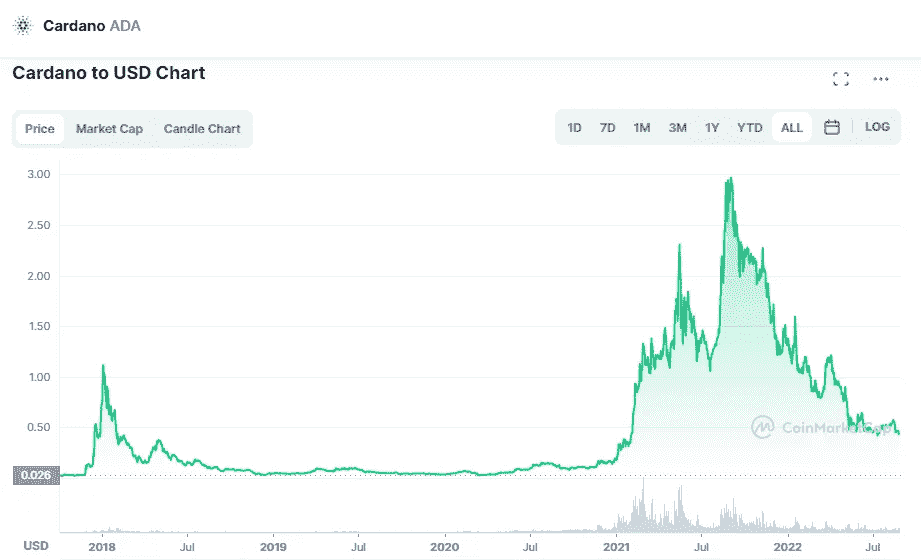 Cardano ADA
Cardano to USD Chart
Price Market Cap Candle Chart
1D 7D 1M 3M 1Y YTD ALL LOG
3.00
2.50
2.00
1.50
1.00
0.50
0.026
CoinMarketCap
USD 2018 Jul 2019 Jul 2020 Jul 2021 Jul 2022 Jul